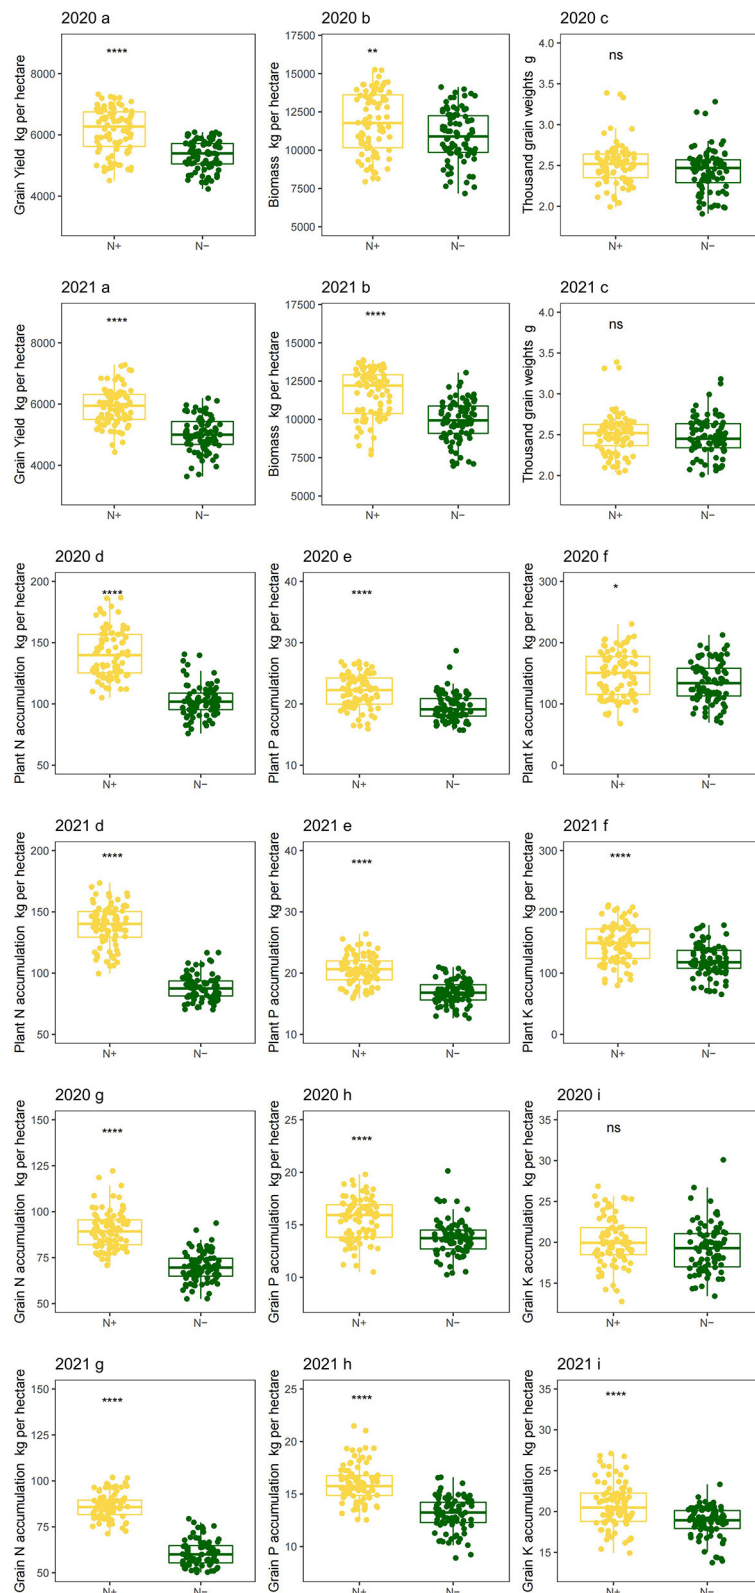 2020 a
2020 b
2020 c
Grain Yield kg per hectare
8000
6000
4000
****
N+
N−
Biomass kg per hectare
17500
15000
12500
10000
7500
5000
**
N+
N−
Thousand grain weights g
4.0
3.5
3.0
2.5
2.0
ns
N+
N−
2021 a
2021 b
2021 c
Grain Yield kg per hectare
8000
6000
4000
****
N+
N−
Biomass kg per hectare
17500
15000
12500
10000
7500
5000
****
N+
N−
Thousand grain weights g
4.0
3.5
3.0
2.5
2.0
ns
N+
N−
2020 d
2020 e
2020 f
Plant N accumulation kg per hectare
200
150
100
50
****
N+
N−
Plant P accumulation kg per hectare
40
30
20
10
****
N+
N−
Plant K accumulation kg per hectare
300
200
100
0
*
N+
N−
2021 d
2021 e
2021 f
Plant N accumulation kg per hectare
200
150
100
50
****
N+
N−
Plant P accumulation kg per hectare
40
30
20
10
****
N+
N−
Plant K accumulation kg per hectare
300
200
100
0
****
N+
N−
2020 g
2020 h
2020 i
Grain N accumulation kg per hectare
150
125
100
75
50
****
N+
N−
Grain P accumulation kg per hectare
25
20
15
10
****
N+
N−
Grain K accumulation kg per hectare
35
30
25
20
15
ns
N+
N−
2021 g
2021 h
2021 i
Grain N accumulation kg per hectare
150
125
100
75
50
****
Grain P accumulation kg per hectare
25
20
15
10
****
Grain K accumulation kg per hectare
35
30
25
20
15
****